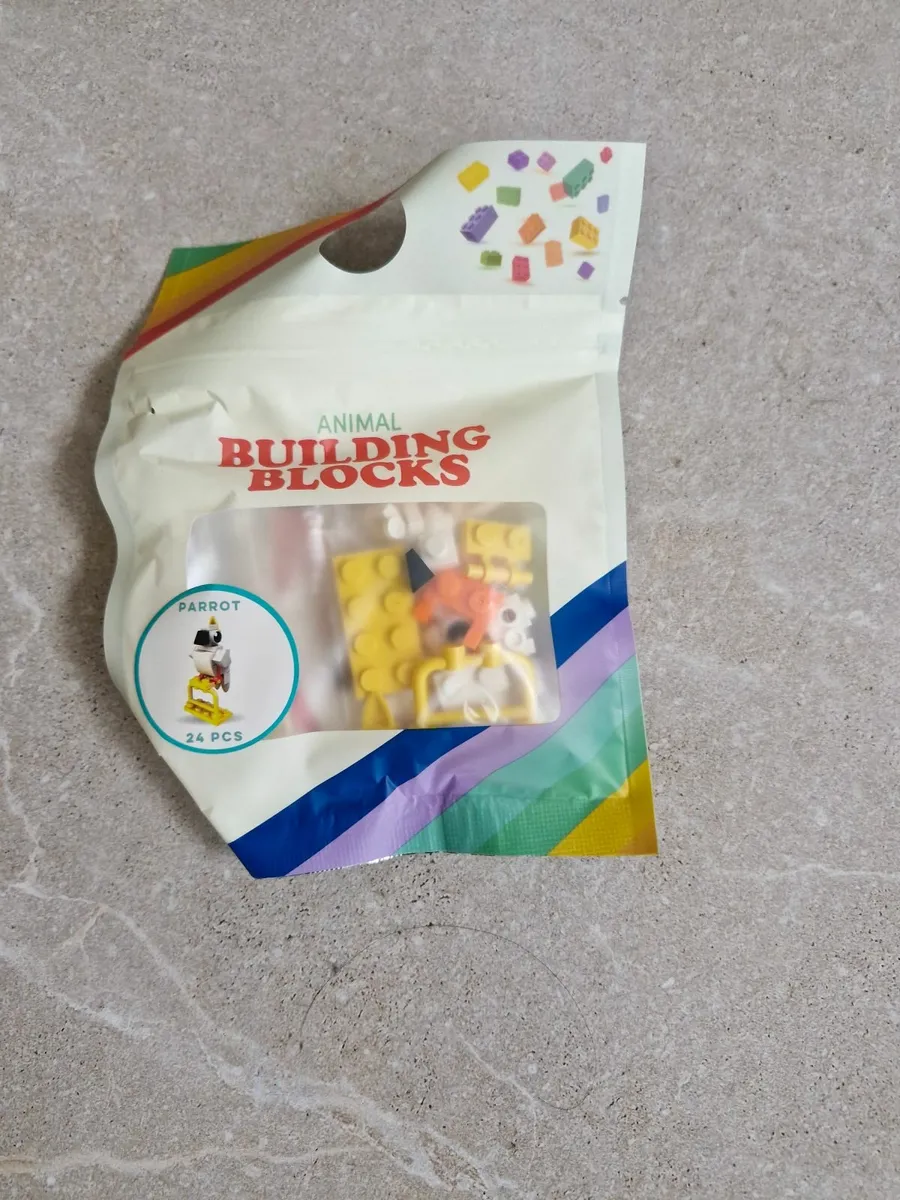 ANIMAL
BUILDING
BLOCKS
PARROT
24 PCS